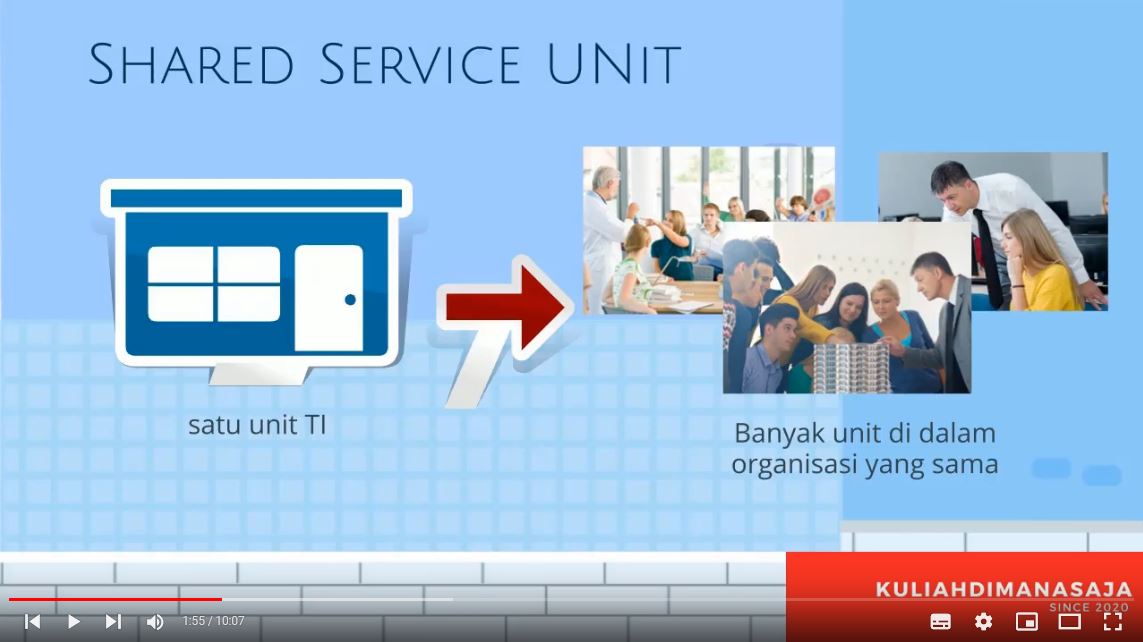 SHARED SERVICE UNIT
satu unit TI
Banyak unit di dalam
organisasi yang sama
KULIAHDIMANASAJA
SINCE 2020
1:55 / 10:07